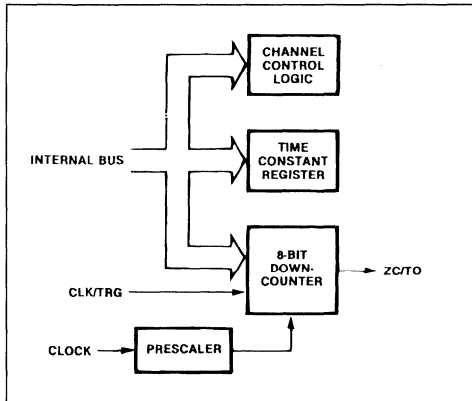 CHANNEL
CONTROL
LOGIC
INTERNAL BUS
TIME
CONSTANT
REGISTER
8-BIT
DOWN-
COUNTER
ZC/TO
CLK/TRG
CLOCK
PRESCALER